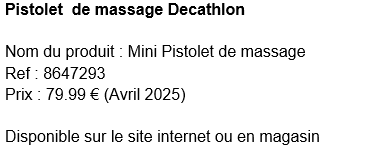 Pistolet  de massage Decathlon
Nom du produit : Mini Pistolet de massage
Ref : 8647293
Prix : 79.99 € (Avril 2025)
Disponible sur le site internet ou en magasin